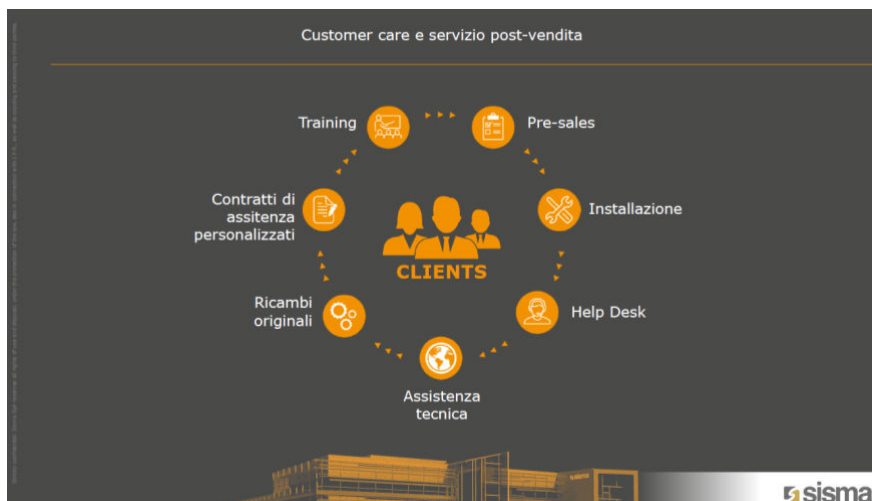 Customer care e servizio post-vendita
Training
Pre-sales
Contratti di
assitenza
personalizzati
Installazione
CLIENTS
Ricambi
originali
Help Desk
Assistenza
tecnica
sisma